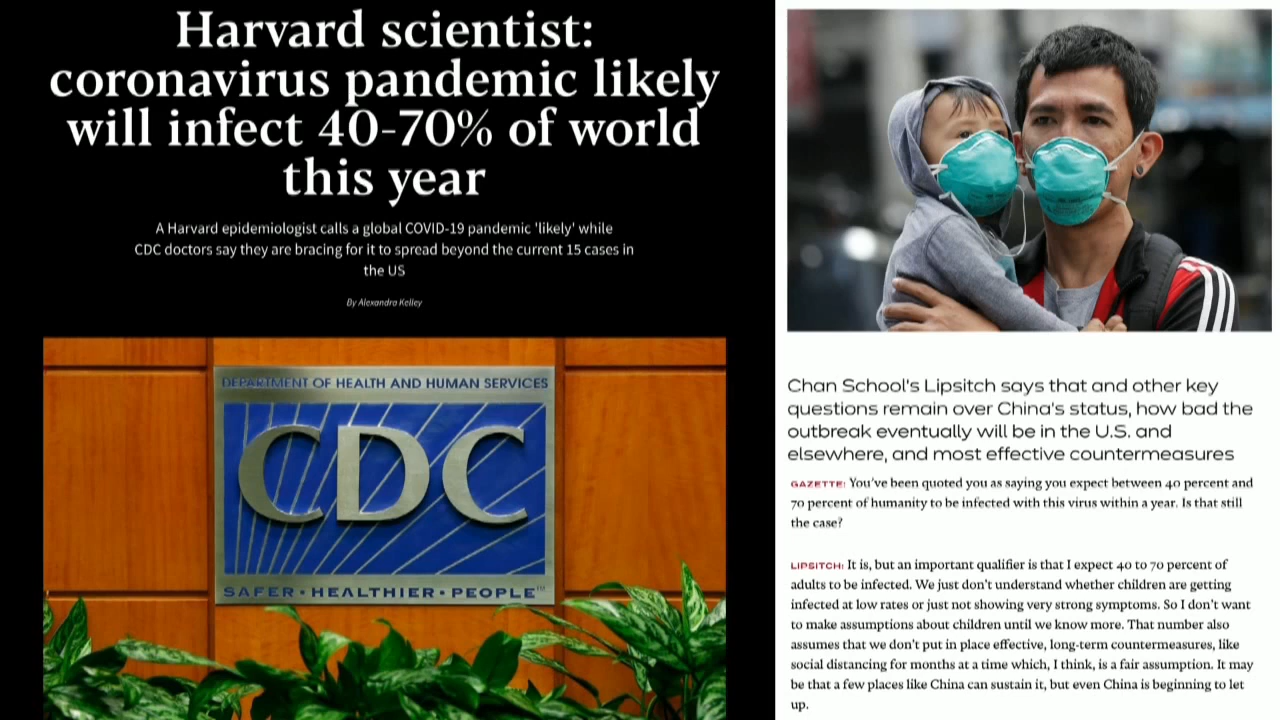 Harvard scientist:
coronavirus pandemic likely
will infect 40-70% of world
this year
A Harvard epidemiologist calls a global COVID-19 pandemic 'likely' while
CDC doctors say they are bracing for it to spread beyond the current 15 cases in
the US
By Alexandra Kelley
DEPARTMENT OF HEALTH AND HUMAN SERVICES
CDC
SAFER • HEALTHIER • PEOPLE™
Chan School's Lipsitch says that and other key
questions remain over China's status, how bad the
outbreak eventually will be in the U.S. and
elsewhere, and most effective countermeasures
GAZETTE: You've been quoted you as saying you expect between 40 percent and
70 percent of humanity to be infected with this virus within a year. Is that still
the case?
LIPSITCH: It is, but an important qualifier is that I expect 40 to 70 percent of
adults to be infected. We just don't understand whether children are getting
infected at low rates or just not showing very strong symptoms. So I don't want
to make assumptions about children until we know more. That number also
assumes that we don't put in place effective, long-term countermeasures, like
social distancing for months at a time which, I think, is a fair assumption. It may
be that a few places like China can sustain it, but even China is beginning to let
up.